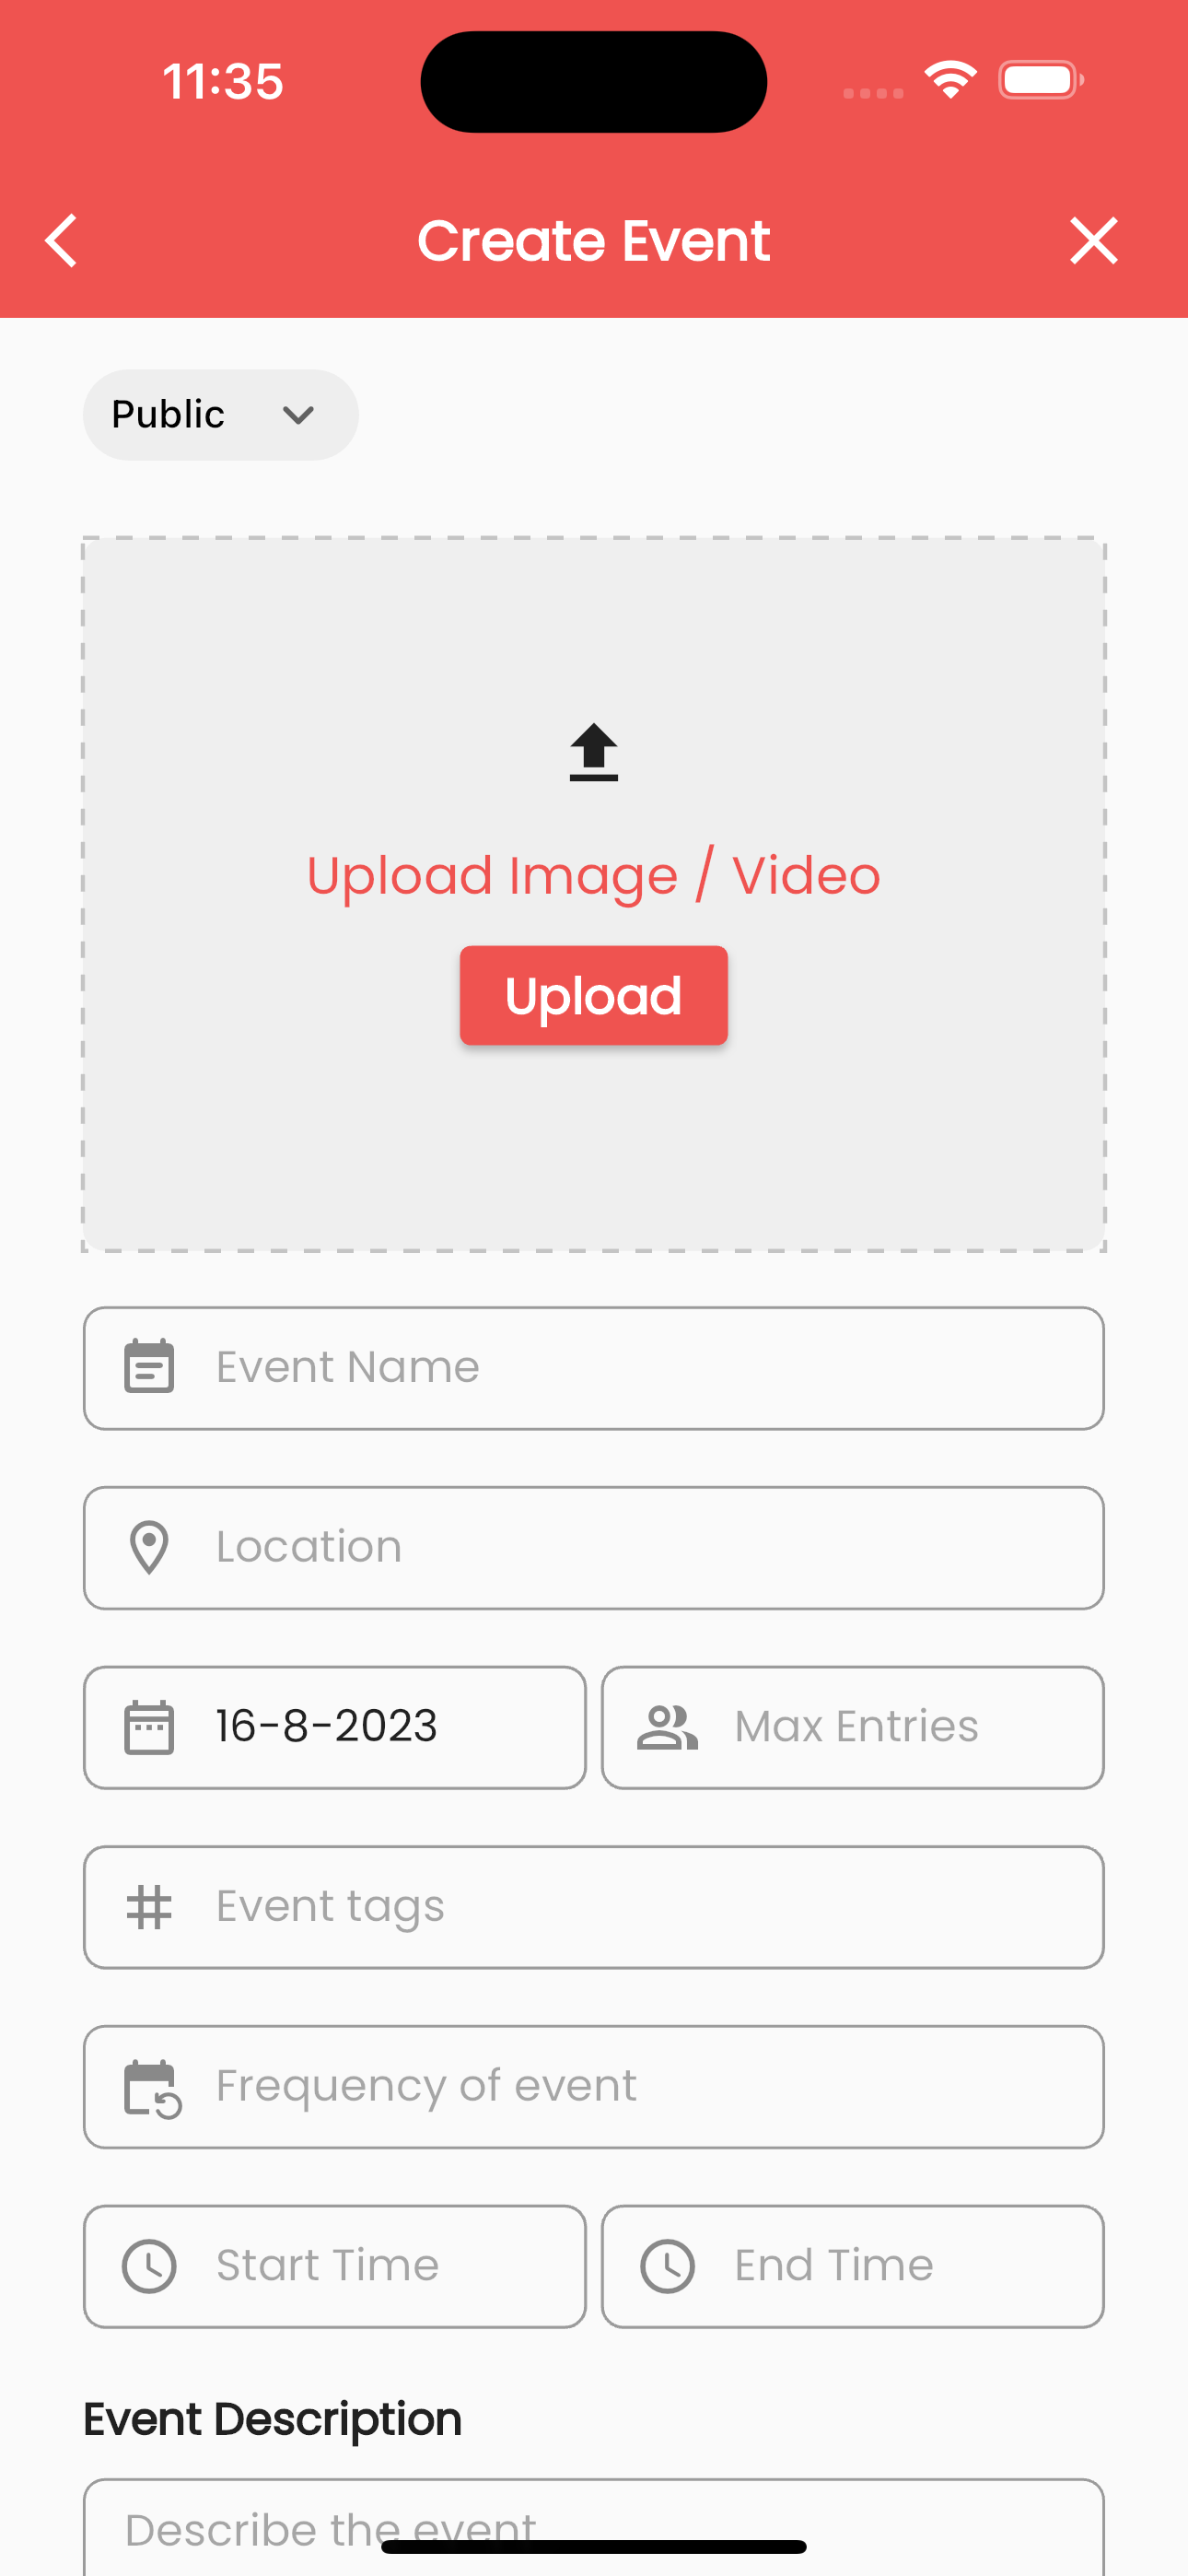 11:35
Create Event
Public
Upload Image / Video
Upload
Event Name
Location
16-8-2023 Max Entries
Event tags
Frequency of event
Start Time End Time
Event Description
Describe the event